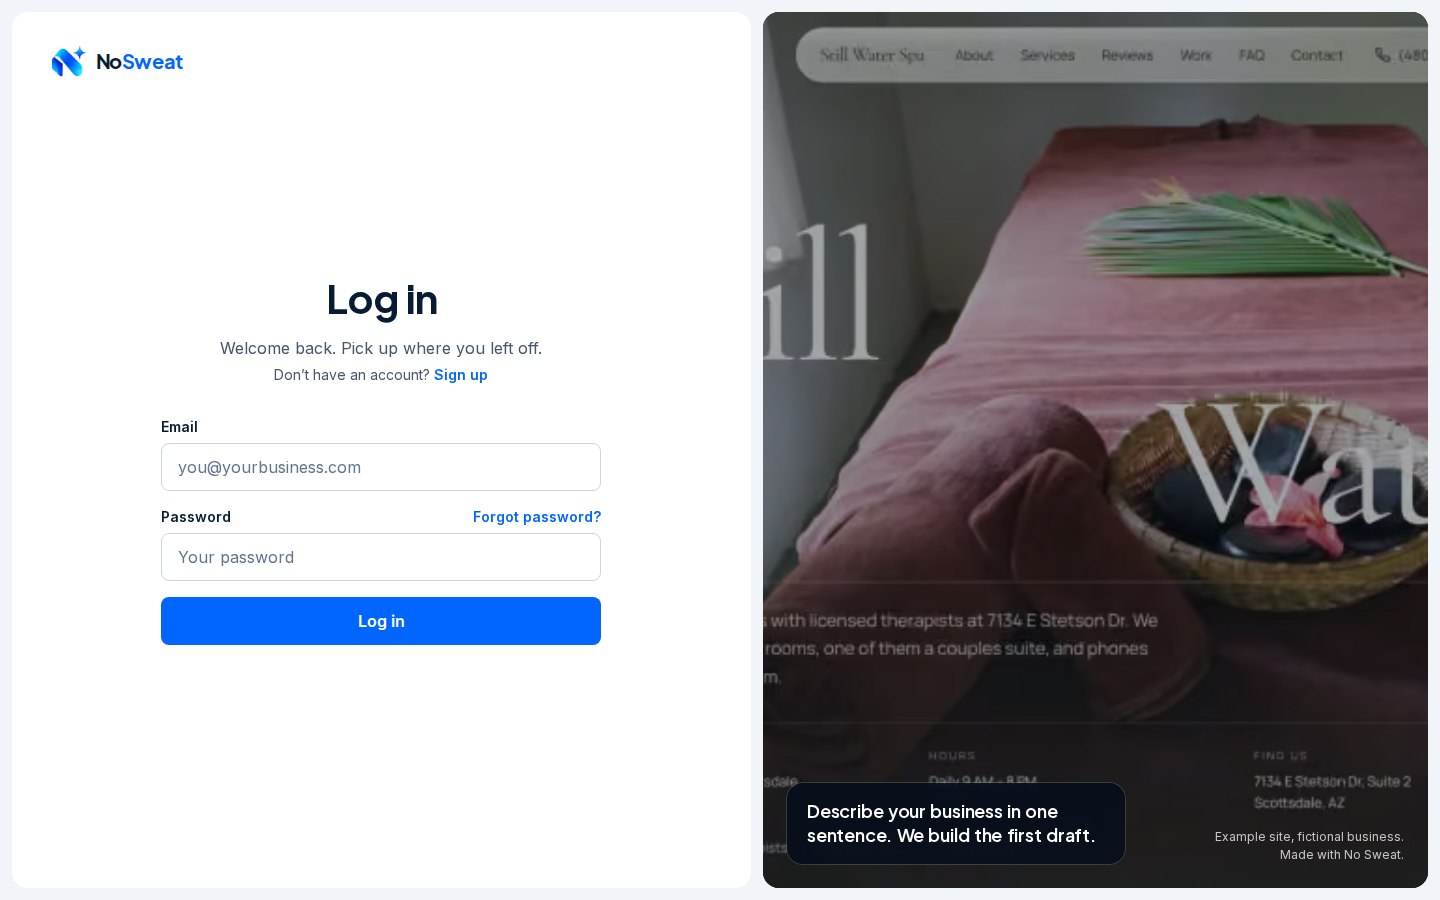 NoSweat
Log in
Welcome back. Pick up where you left off.
Don’t have an account? Sign up
Email
you@yourbusiness.com
Password Forgot password?
Your password
Log in
Still Water Spa About Services Reviews Work FAQ Contact (480
ill
Wat
with licensed therapists at 7134 E Stetson Dr. We
rooms, one of them a couples suite, and phones
HOURS FIND US
Daily 9 AM - 8 PM 7134 E Stetson Dr, Suite 2
Scottsdale, AZ
Describe your business in one
sentence. We build the first draft.
Example site, fictional business.
Made with No Sweat.